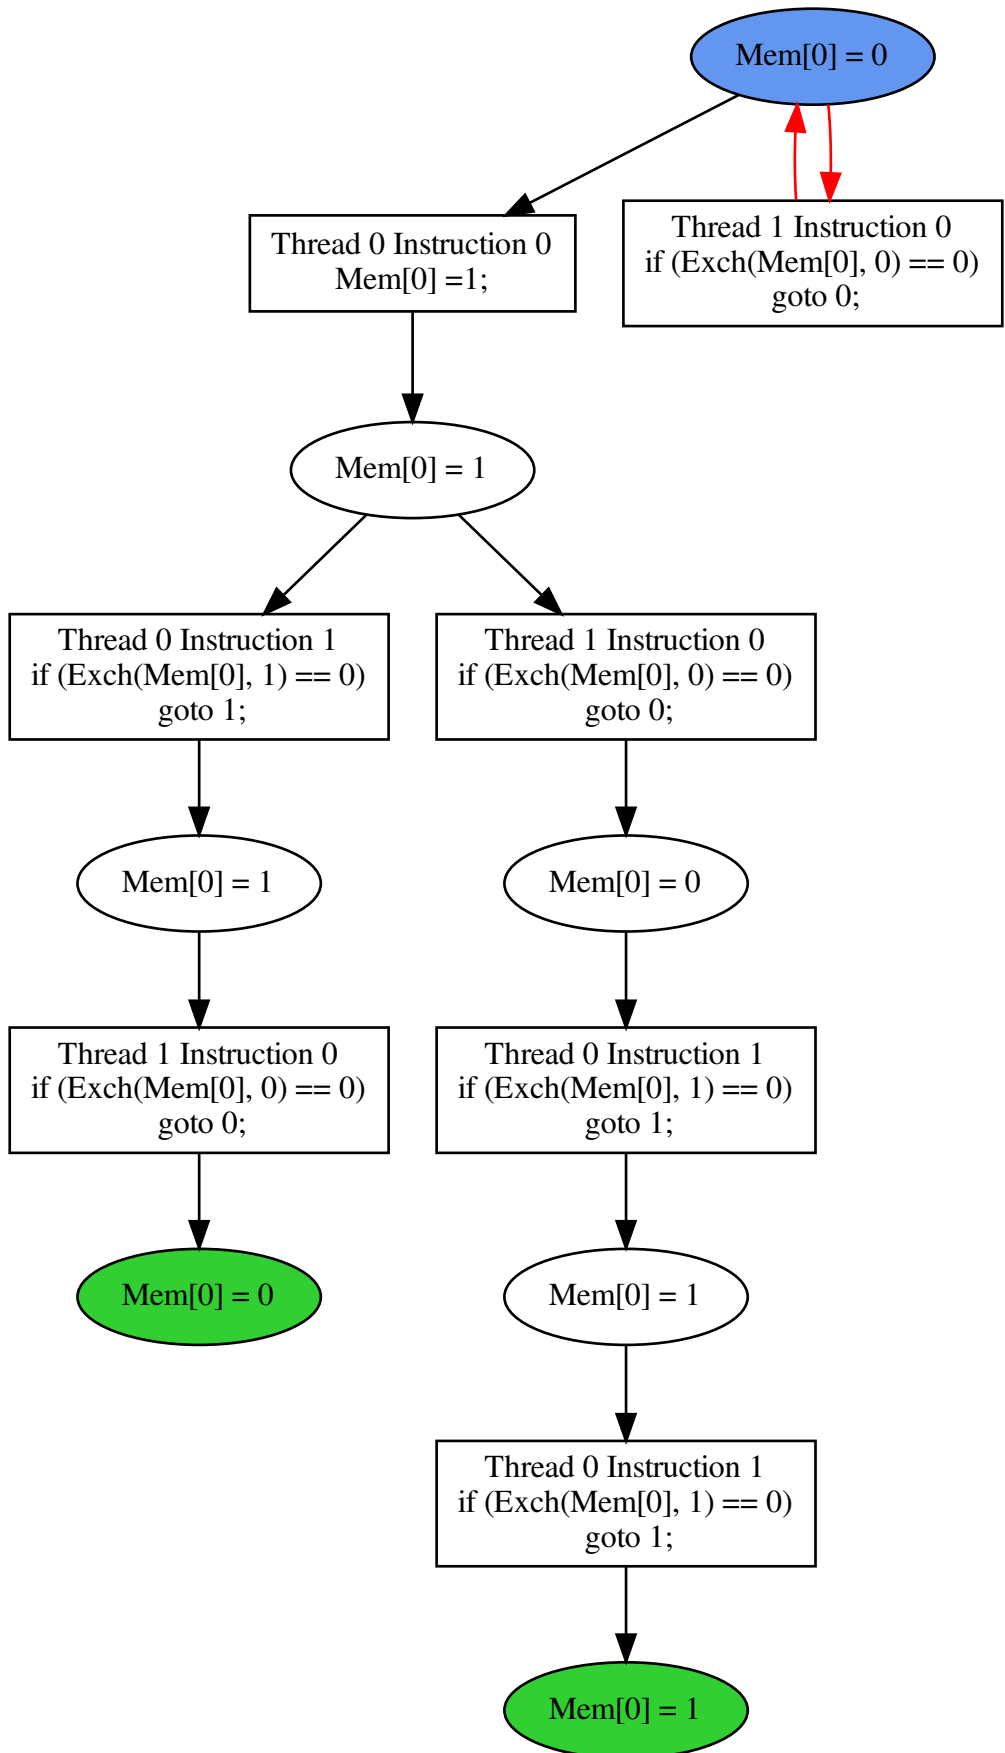 Mem[0] = 0
Thread 0 Instruction 0
Mem[0] =1;
Thread 1 Instruction 0
if (Exch(Mem[0], 0) == 0)
goto 0;
Mem[0] = 1
Thread 0 Instruction 1
if (Exch(Mem[0], 1) == 0)
goto 1;
Thread 1 Instruction 0
if (Exch(Mem[0], 0) == 0)
goto 0;
Mem[0] = 1
Mem[0] = 0
Thread 1 Instruction 0
if (Exch(Mem[0], 0) == 0)
goto 0;
Thread 0 Instruction 1
if (Exch(Mem[0], 1) == 0)
goto 1;
Mem[0] = 0
Mem[0] = 1
Thread 0 Instruction 1
if (Exch(Mem[0], 1) == 0)
goto 1;
Mem[0] = 1